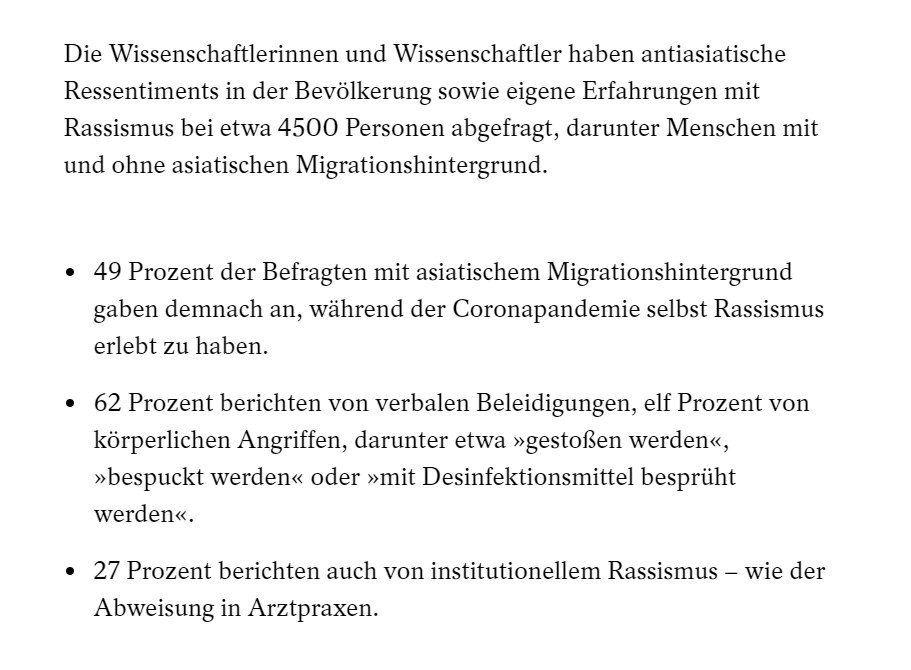 Die Wissenschaftlerinnen und Wissenschaftler haben antiasiatische
Ressentiments in der Bevölkerung sowie eigene Erfahrungen mit
Rassismus bei etwa 4500 Personen abgefragt, darunter Menschen mit
und ohne asiatischen Migrationshintergrund.
• 49 Prozent der Befragten mit asiatischem Migrationshintergrund
gaben demnach an, während der Coronapandemie selbst Rassismus
erlebt zu haben.
• 62 Prozent berichten von verbalen Beleidigungen, elf Prozent von
körperlichen Angriffen, darunter etwa »gestoßen werden«,
»bespuckt werden« oder »mit Desinfektionsmittel besprüht
werden«.
• 27 Prozent berichten auch von institutionellem Rassismus – wie der
Abweisung in Arztpraxen.